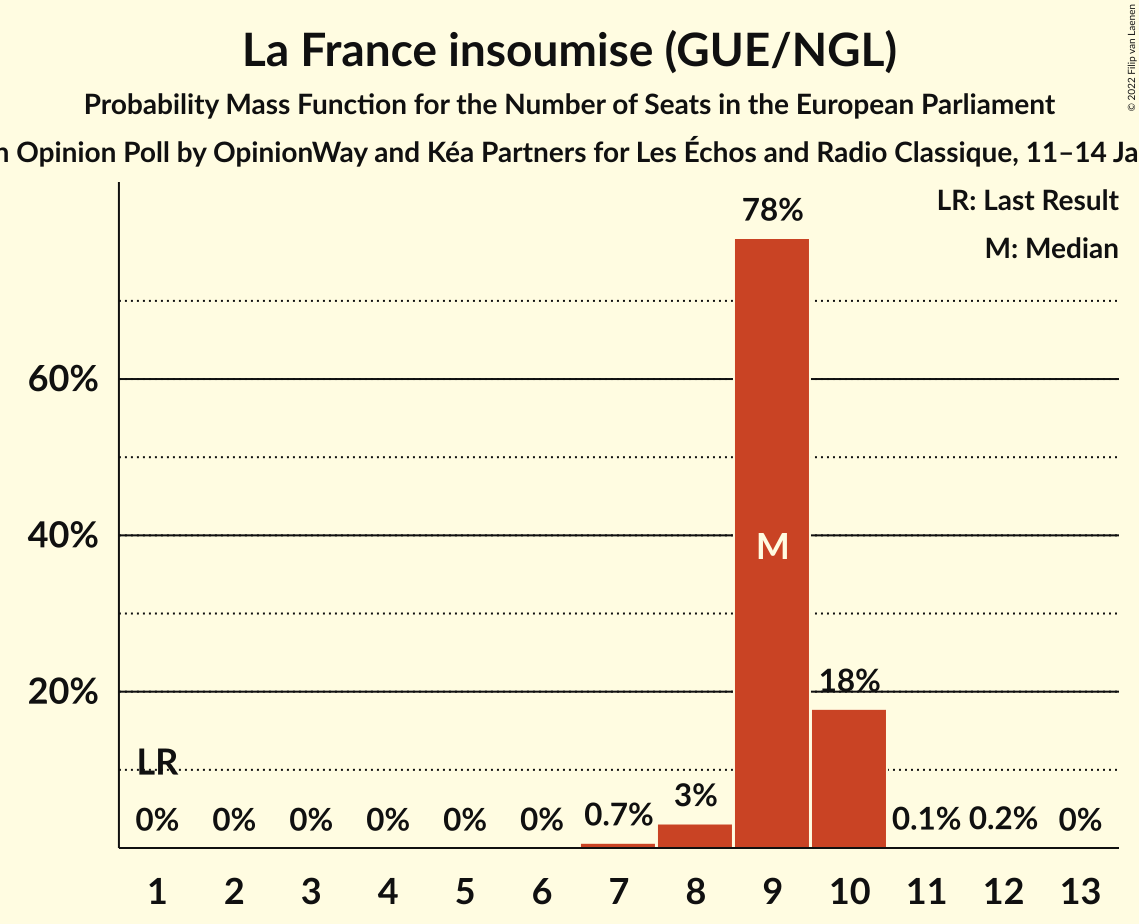 La France insoumise (GUE/NGL)
Probability Mass Function for the Number of Seats in the European Parliament
n Opinion Poll by OpinionWay and Kéa Partners for Les Échos and Radio Classique, 11–14 Ja
© 2022 Filip van Laenen
LR: Last Result
M: Median
78%
60%
40%
M
20%
18%
LR
0% 0% 0% 0% 0% 0% 0.7% 3% 0.1% 0.2% 0%
1 2 3 4 5 6 7 8 9 10 11 12 13